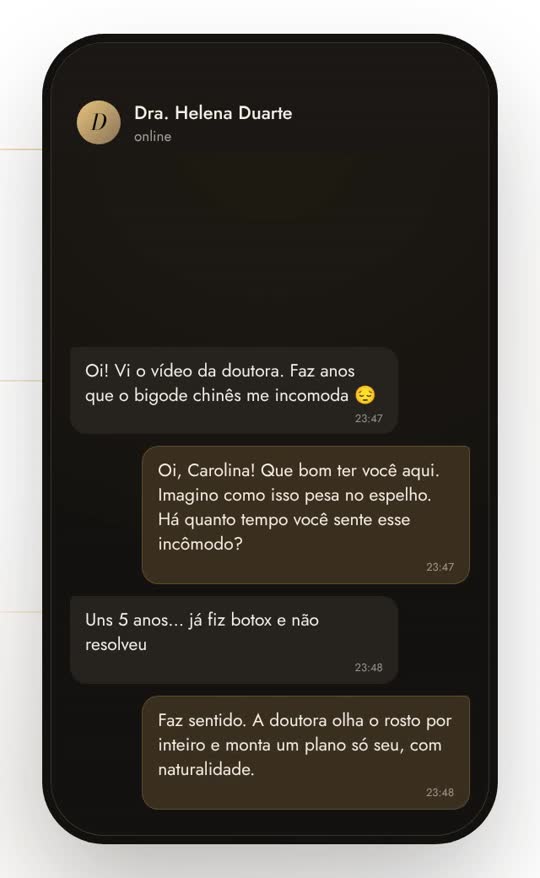 D
Dra. Helena Duarte
online
Oi! Vi o vídeo da doutora. Faz anos
que o bigode chinês me incomoda 😔
23:47
Oi, Carolina! Que bom ter você aqui.
Imagino como isso pesa no espelho.
Há quanto tempo você sente esse
incômodo?
23:47
Uns 5 anos... já fiz botox e não
resolveu
23:48
Faz sentido. A doutora olha o rosto por
inteiro e monta um plano só seu, com
naturalidade.
23:48